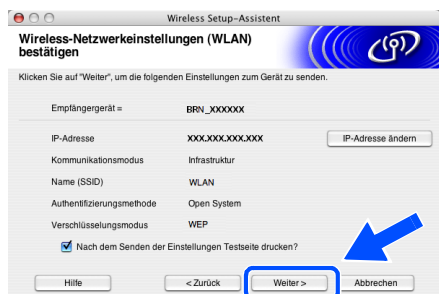 Wireless Setup-Assistent
Wireless-Netzwerkeinstellungen (WLAN)
bestätigen
Klicken Sie auf "Weiter", um die folgenden Einstellungen zum Gerät zu senden.
Empfängergerät = BRN_XXXXXX
IP-Adresse XXX.XXX.XXX.XXX IP-Adresse ändern
Kommunikationsmodus Infrastruktur
Name (SSID) WLAN
Authentifizierungsmethode Open System
Verschlüsselungsmodus WEP
Nach dem Senden der Einstellungen Testseite drucken?
Hilfe < Zurück Weiter > Abbrechen